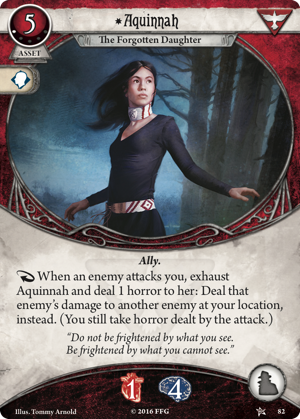 5
Aquinnah
ASSET
The Forgotten Daughter
Ally.
When an enemy attacks you, exhaust
Aquinnah and deal 1 horror to her: Deal that
enemy's damage to another enemy at your location,
instead. (You still take horror dealt by the attack.)
"Do not be frightened by what you see.
Be frightened by what you cannot see."
1 4
Illus. Tommy Arnold © 2016 FFG 82